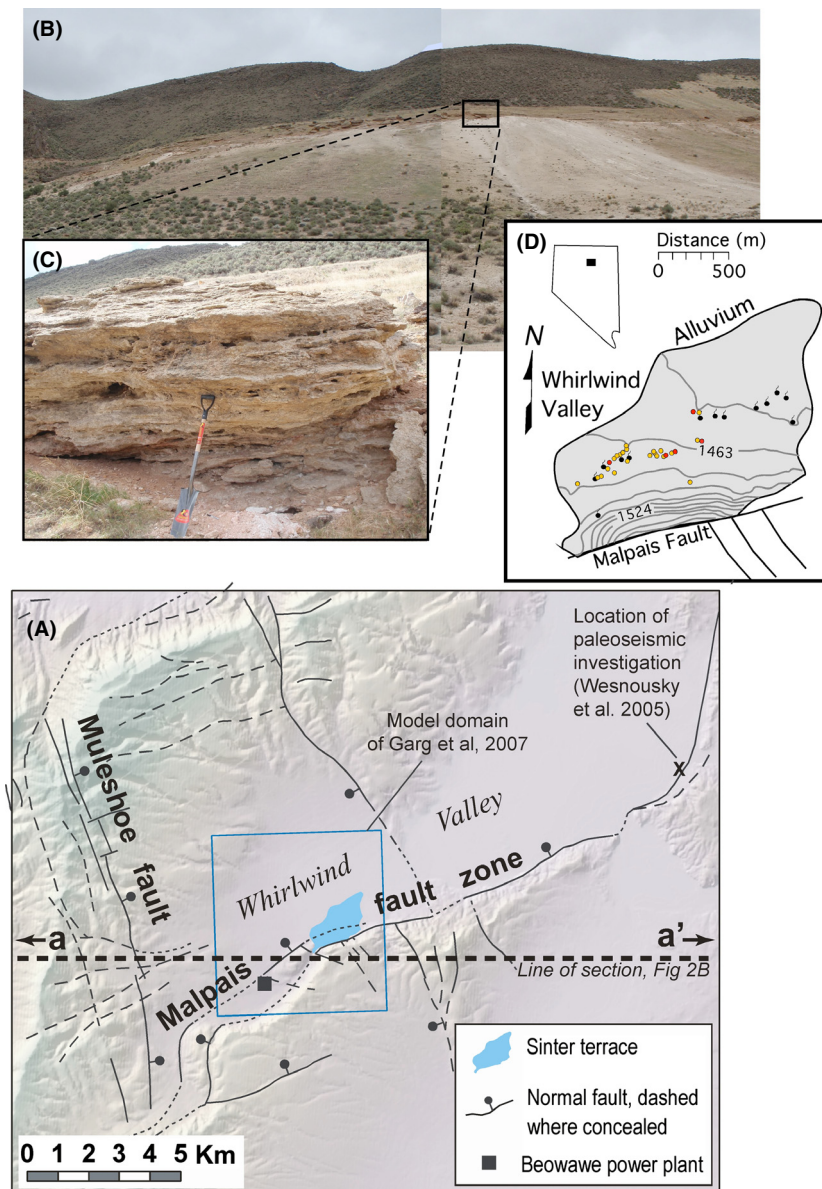 (B)
(C)
(D)
Distance (m)
0
500
N
Alluvium
Whirlwind
Valley
1463
1524
Malpais Fault
(A)
Location of
paleoseismic
investigation
(Wesnousky
et al. 2005)
x
Model domain
of Garg et al, 2007
Muleshoe fault
Valley
Whirlwind
Malpais fault zone
a
a'
Line of section, Fig 2B
Sinter terrace
Normal fault, dashed
where concealed
Beowawe power plant
0 1 2 3 4 5 Km